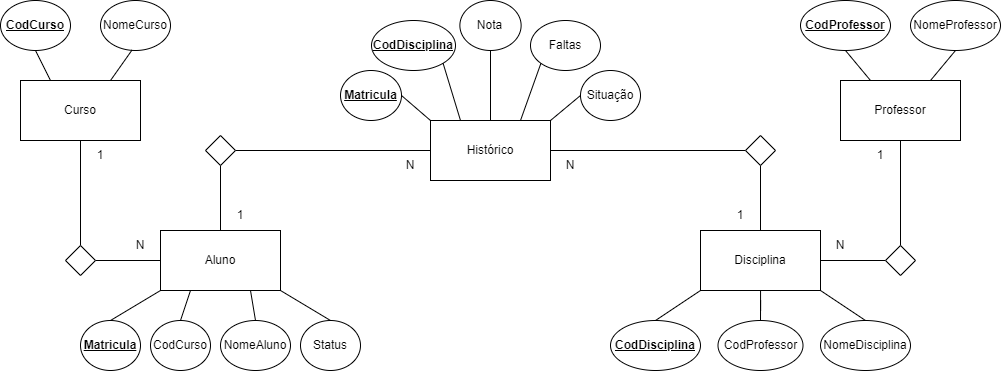 CodCurso
NomeCurso
Nota
CodProfessor
NomeProfessor
CodDisciplina
Faltas
Matricula
Situação
Curso
Professor
Histórico
1
N
N
1
1
1
N
N
Aluno
Disciplina
Matricula
CodCurso
NomeAluno
Status
CodDisciplina
CodProfessor
NomeDisciplina